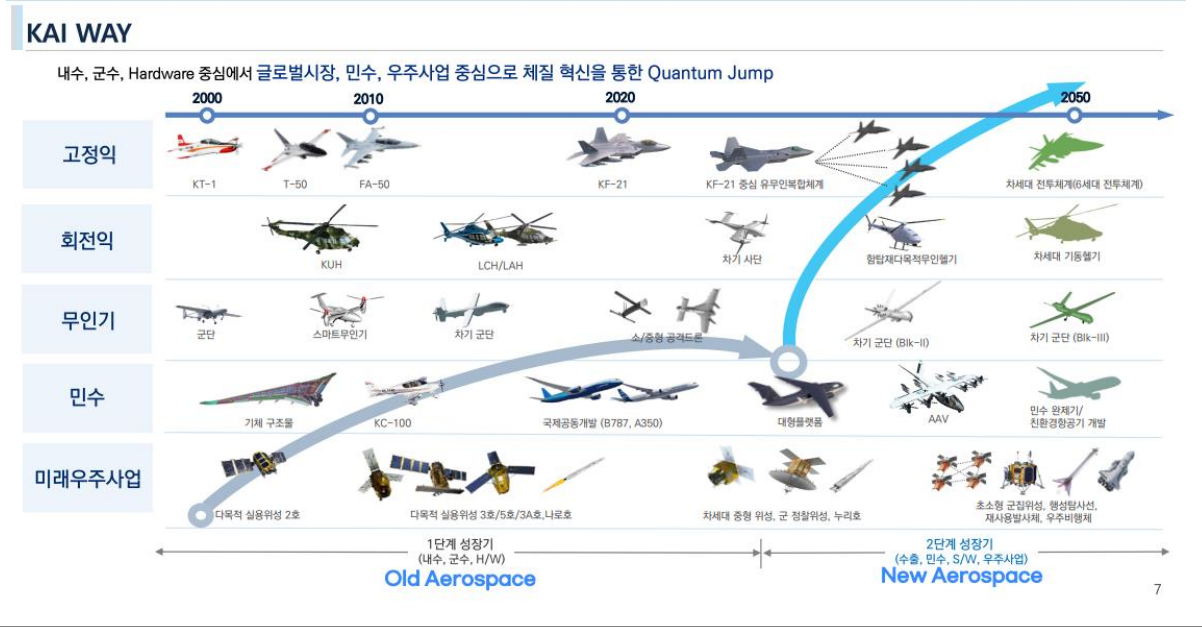 KAI WAY
내수, 군수, Hardware 중심에서 글로벌시장, 민수, 우주사업 중심으로 체질 혁신을 통한 Quantum Jump
2000 2010 2020 2050
고정익
KT-1 T-50 FA-50 KF-21 KF-21 중심 유무인복합체계 차세대 전투체계(6세대 전투체계)
회전익
KUH LCH/LAH 차기 사단 함탑재다목적무인헬기 차세대 기동헬기
무인기
군단 스마트무인기 차기 군단 소/중형 공격드론 차기 군단 (Blk-II) 차기 군단 (Blk-III)
민수
기체 구조물 KC-100 국제공동개발 (B787, A350) 대형플랫폼 AAV 민수 완제기/
친환경항공기 개발
미래우주사업
다목적 실용위성 2호 다목적 실용위성 3호/5호/3A호,나로호 차세대 중형 위성, 군 정찰위성, 누리호 초소형 군집위성, 행성탐사선,
재사용발사체, 우주비행체
1단계 성장기
(내수, 군수, H/W)
Old Aerospace
2단계 성장기
(수출, 민수, S/W, 우주사업)
New Aerospace
7